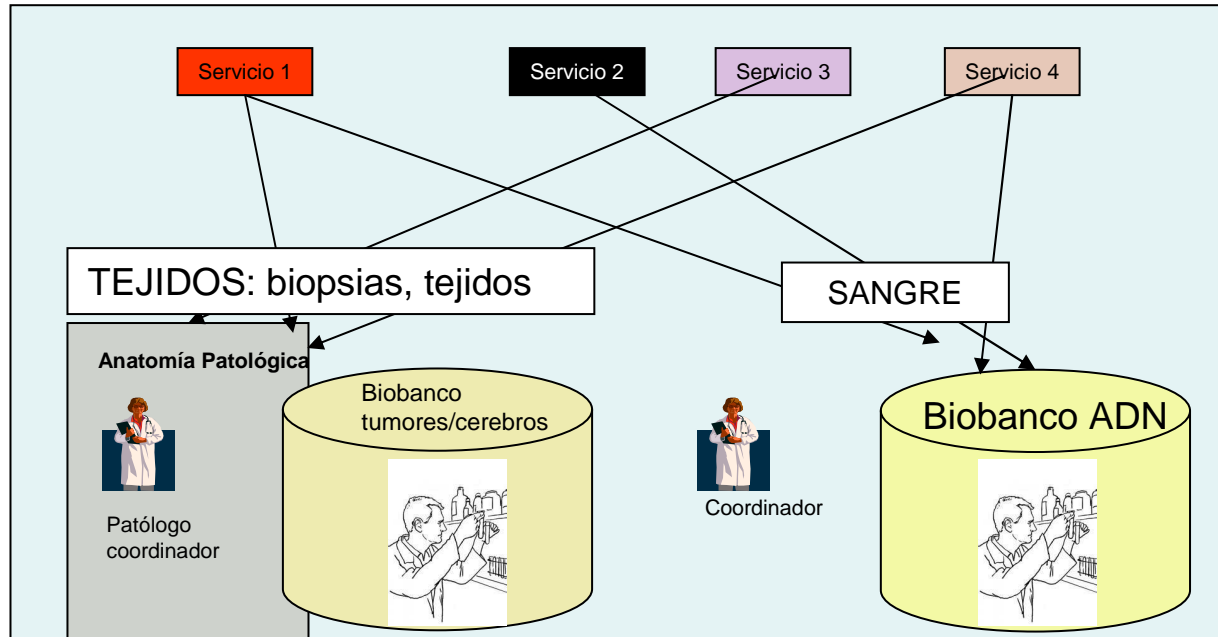 Servicio 1
Servicio 2
Servicio 3
Servicio 4
TEJIDOS: biopsias, tejidos
SANGRE
Anatomía Patológica
Biobanco
tumores/cerebros
Biobanco ADN
Patólogo
coordinador
Coordinador